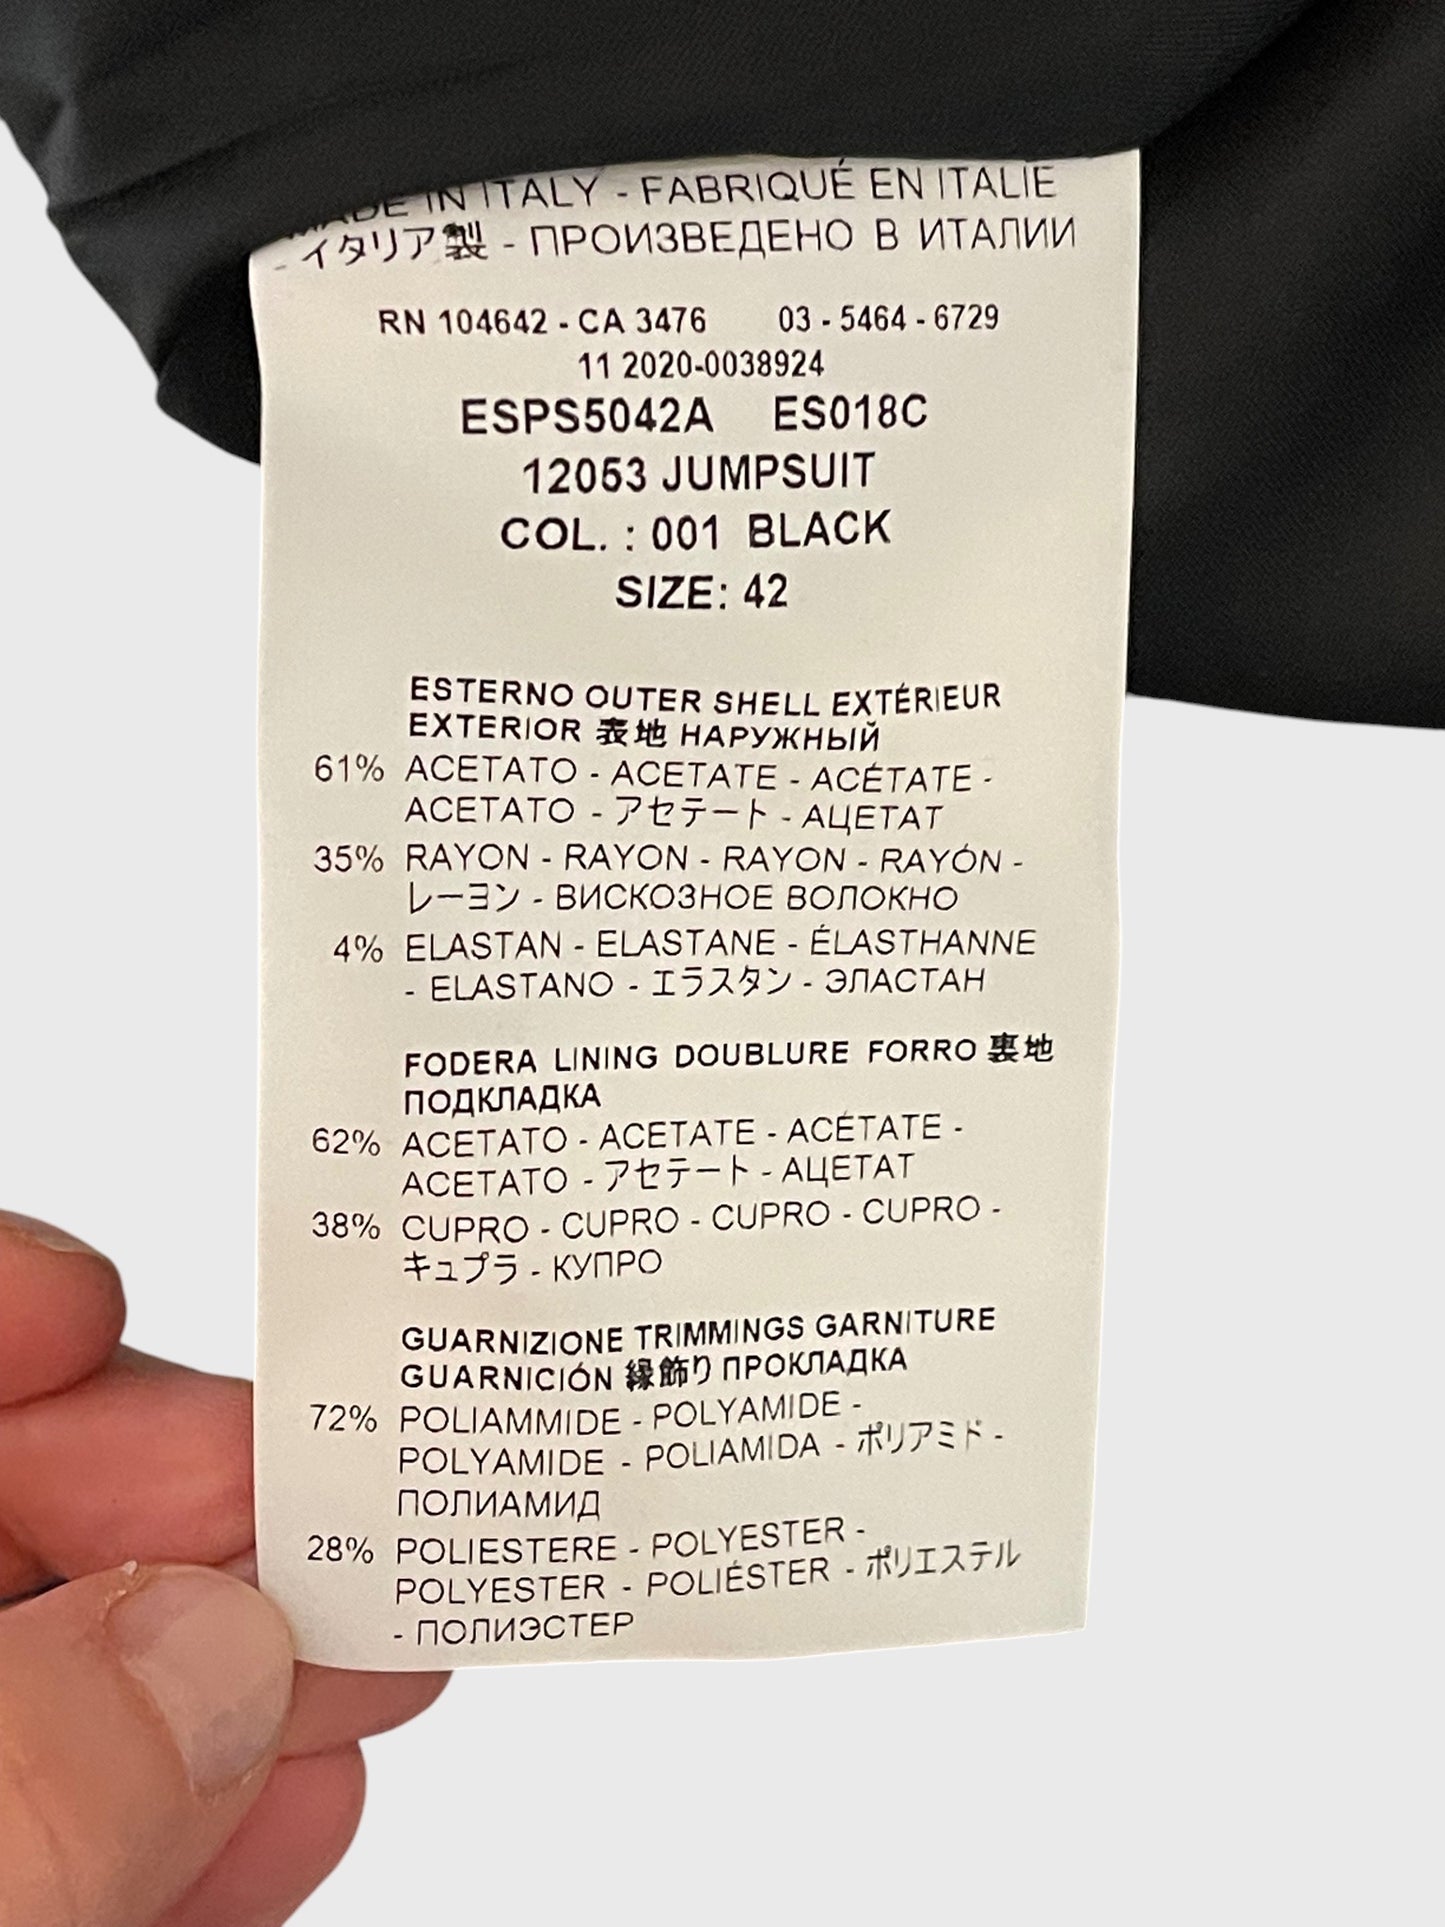 MADE IN ITALY - FABRIQUÉ EN ITALIE
- イタリア製 - ПРОИЗВЕДЕНО В ИТАЛИИ
RN 104642 - CA 3476 03 - 5464 - 6729
11 2020-0038924
ESPS5042A ES018C
12053 JUMPSUIT
COL. : 001 BLACK
SIZE: 42
ESTERNO OUTER SHELL EXTÉRIEUR
EXTERIOR 表地 НАРУЖНЫЙ
61% ACETATO - ACETATE - ACÉTATE -
ACETATO - アセテート - АЦЕТАТ
35% RAYON - RAYON - RAYON - RAYÓN -
レーヨン - ВИСКОЗНОЕ ВОЛОКНО
4% ELASTAN - ELASTANE - ÉLASTHANNE
- ELASTANO - エラスタン - ЭЛАСТАН
FODERA LINING DOUBLURE FORRO 裏地
ПОДКЛАДКА
62% ACETATO - ACETATE - ACÉTATE -
ACETATO - アセテート - АЦЕТАТ
38% CUPRO - CUPRO - CUPRO - CUPRO -
キュプラ - КУПРО
GUARNIZIONE TRIMMINGS GARNITURE
GUARNICIÓN 縁飾り ПРОКЛАДКА
72% POLIAMMIDE - POLYAMIDE -
POLYAMIDE - POLIAMIDA - ポリアミド -
ПОЛИАМИД
28% POLIESTERE - POLYESTER -
POLYESTER - POLIÉSTER - ポリエステル
- ПОЛИЭСТЕР